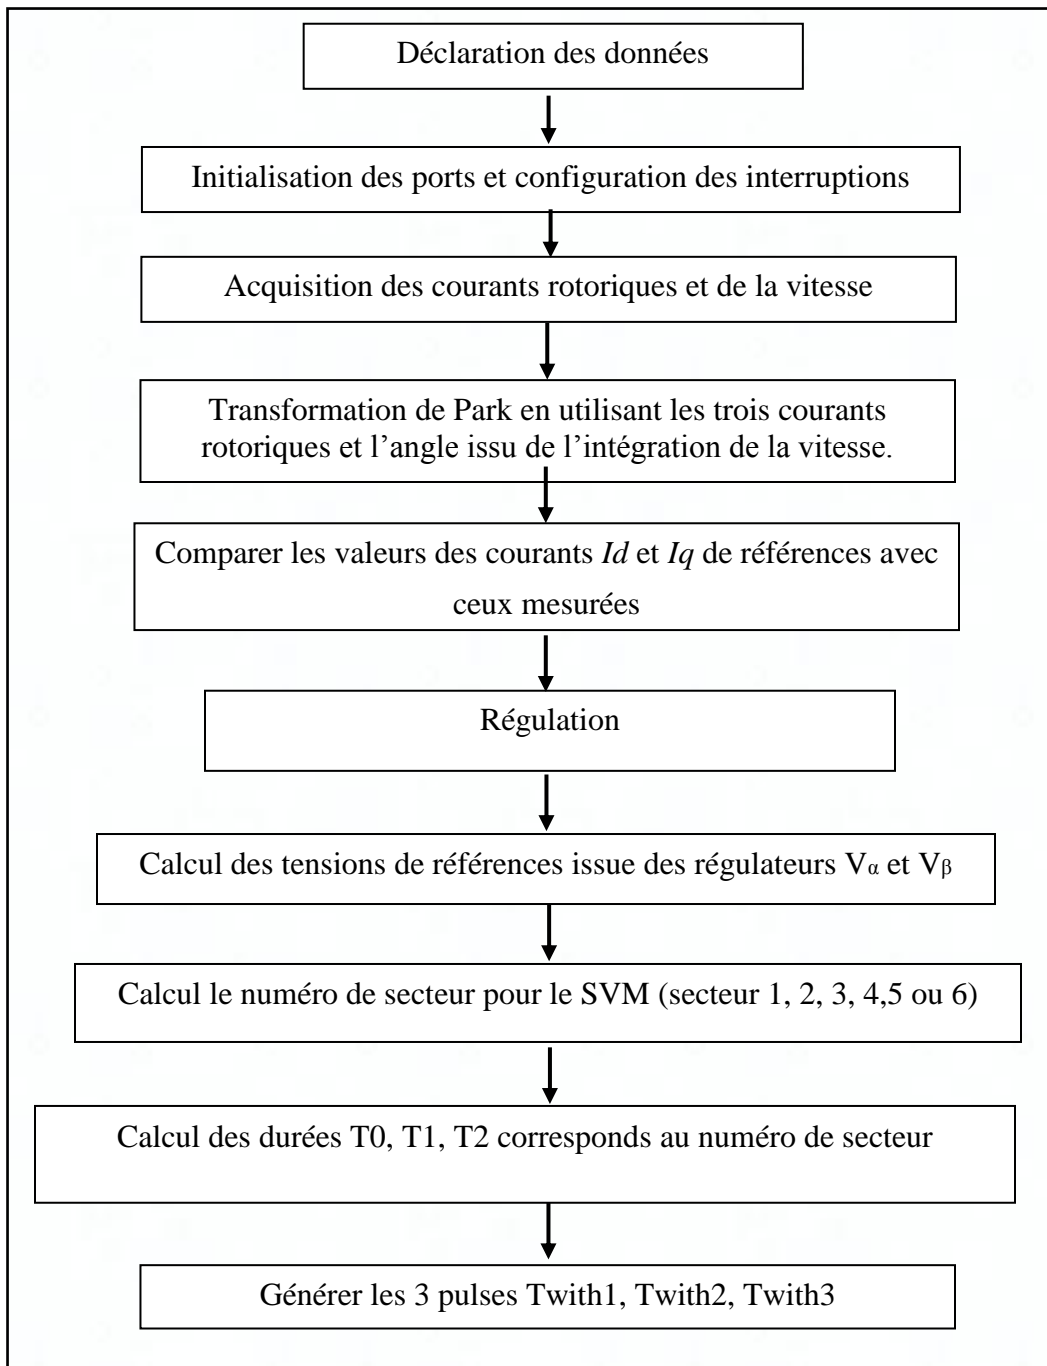 Déclaration des données
Initialisation des ports et configuration des interruptions
Acquisition des courants rotoriques et de la vitesse
Transformation de Park en utilisant les trois courants
rotoriques et l’angle issu de l’intégration de la vitesse.
Comparer les valeurs des courants Id et Iq de références avec
ceux mesurées
Régulation
Calcul des tensions de références issue des régulateurs Vα et Vβ
Calcul le numéro de secteur pour le SVM (secteur 1, 2, 3, 4,5 ou 6)
Calcul des durées T0, T1, T2 corresponds au numéro de secteur
Générer les 3 pulses Twith1, Twith2, Twith3